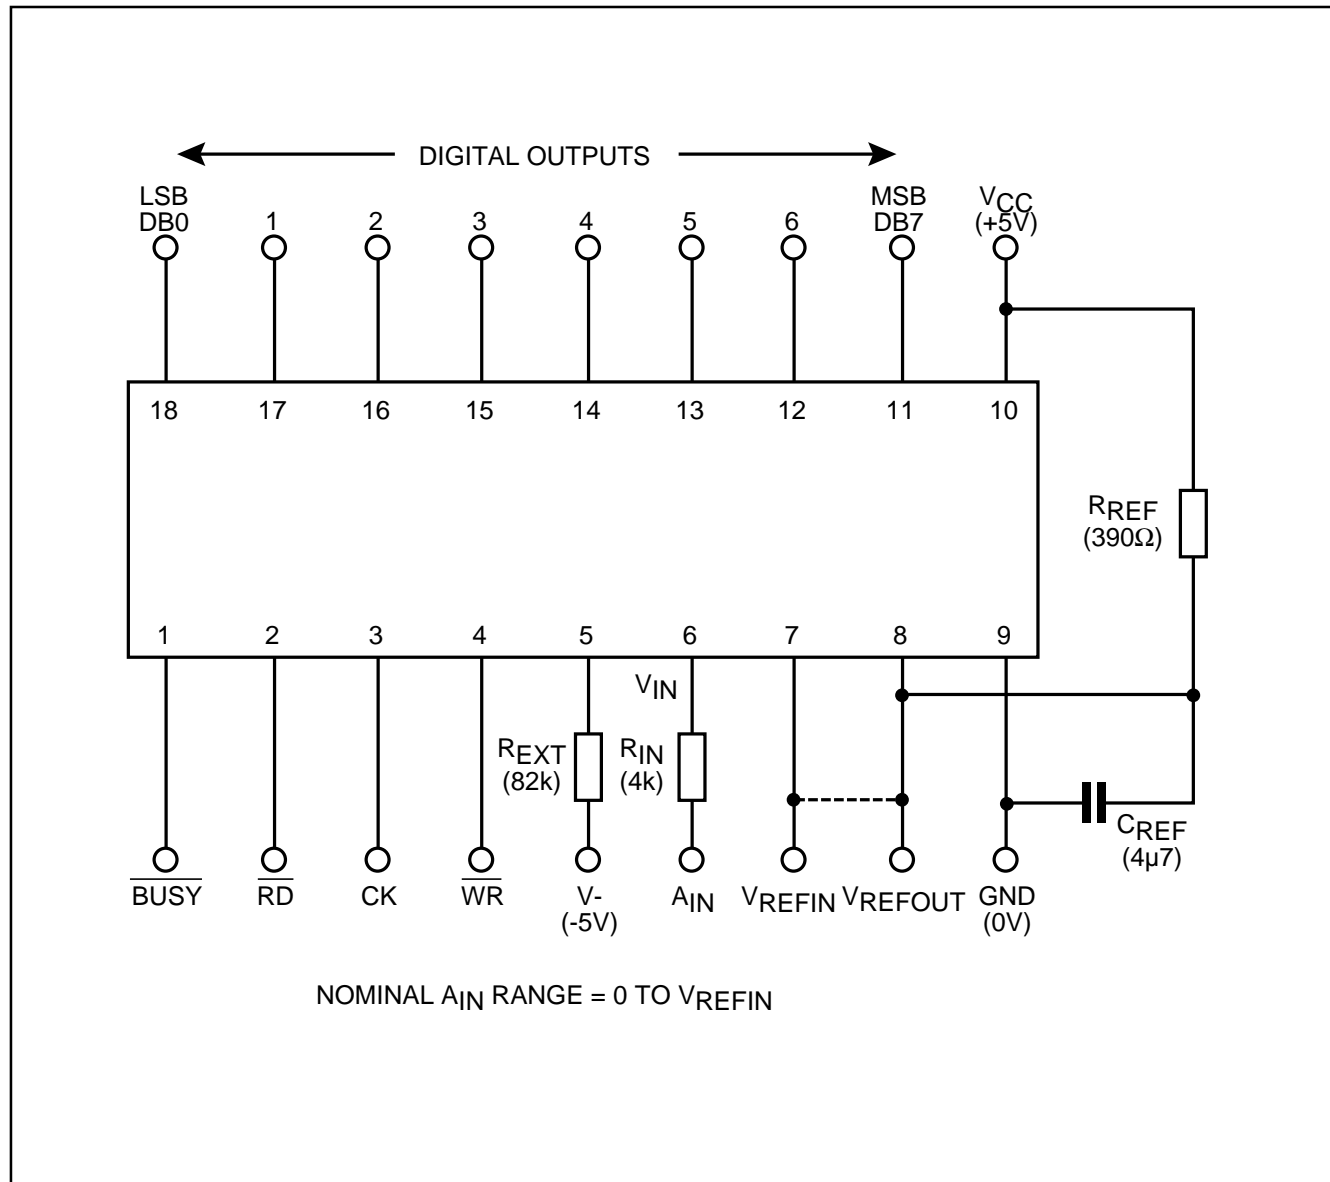 DIGITAL OUTPUTS
LSB
DB0
1
2
3
4
5
6
MSB
DB7
VCC
(+5V)
18
17
16
15
14
13
12
11
10
RREF
(390Ω)
1
2
3
4
5
6
7
8
9
VIN
REXT
(82k)
RIN
(4k)
CREF
(4µ7)
BUSY
RD
CK
WR
V-
(-5V)
AIN
VREFIN
VREFOUT
GND
(0V)
NOMINAL AIN RANGE = 0 TO VREFIN